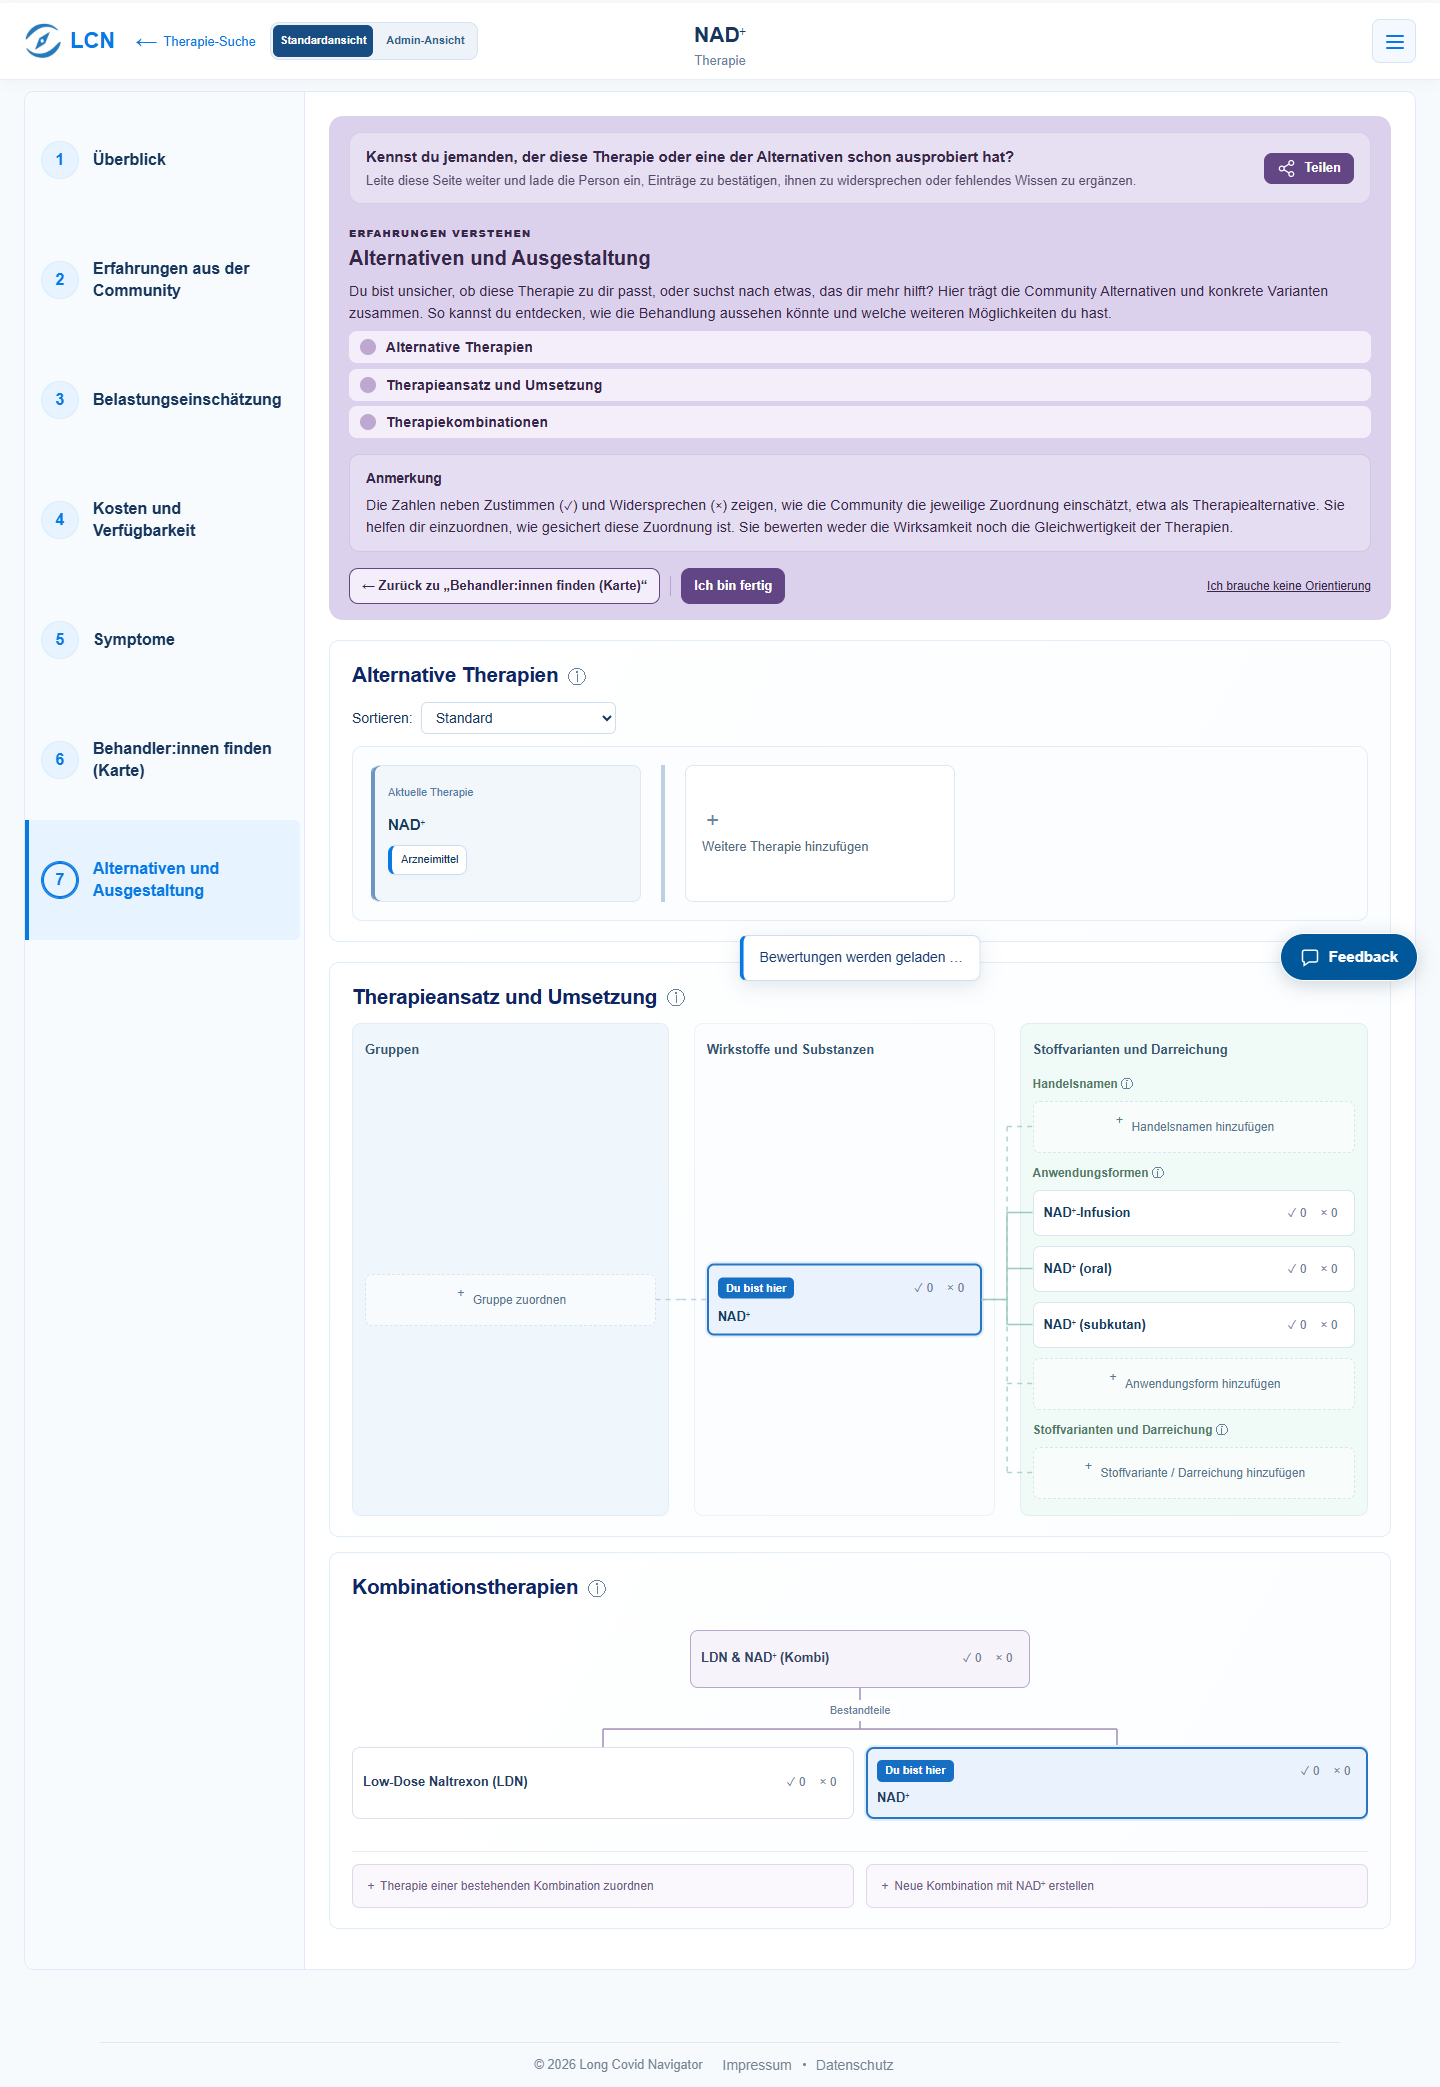 LCN
← Therapie-Suche
Standardansicht
Admin-Ansicht
NAD⁺
Therapie
1
Überblick
2
Erfahrungen aus der
Community
3
Belastungseinschätzung
4
Kosten und
Verfügbarkeit
5
Symptome
6
Behandler:innen finden
(Karte)
7
Alternativen und
Ausgestaltung
Kennst du jemanden, der diese Therapie oder eine der Alternativen schon ausprobiert hat?
Leite diese Seite weiter und lade die Person ein, Einträge zu bestätigen, ihnen zu widersprechen oder fehlendes Wissen zu ergänzen.
Teilen
ERFAHRUNGEN VERSTEHEN
Alternativen und Ausgestaltung
Du bist unsicher, ob diese Therapie zu dir passt, oder suchst nach etwas, das dir mehr hilft? Hier trägt die Community Alternativen und konkrete Varianten
zusammen. So kannst du entdecken, wie die Behandlung aussehen könnte und welche weiteren Möglichkeiten du hast.
Alternative Therapien
Therapieansatz und Umsetzung
Therapiekombinationen
Anmerkung
Die Zahlen neben Zustimmen (✓) und Widersprechen (×) zeigen, wie die Community die jeweilige Zuordnung einschätzt, etwa als Therapiealternative. Sie
helfen dir einzuordnen, wie gesichert diese Zuordnung ist. Sie bewerten weder die Wirksamkeit noch die Gleichwertigkeit der Therapien.
← Zurück zu „Behandler:innen finden (Karte)“
Ich bin fertig
Ich brauche keine Orientierung
Alternative Therapien ⓘ
Sortieren: Standard
Aktuelle Therapie
NAD⁺
Arzneimittel
+
Weitere Therapie hinzufügen
Bewertungen werden geladen …
Feedback
Therapieansatz und Umsetzung ⓘ
Gruppen
+ Gruppe zuordnen
Wirkstoffe und Substanzen
Du bist hier ✓ 0 × 0
NAD⁺
Stoffvarianten und Darreichung
Handelsnamen ⓘ
+ Handelsnamen hinzufügen
Anwendungsformen ⓘ
NAD⁺-Infusion ✓ 0 × 0
NAD⁺ (oral) ✓ 0 × 0
NAD⁺ (subkutan) ✓ 0 × 0
+ Anwendungsform hinzufügen
Stoffvarianten und Darreichung ⓘ
+ Stoffvariante / Darreichung hinzufügen
Kombinationstherapien ⓘ
LDN & NAD⁺ (Kombi) ✓ 0 × 0
Bestandteile
Low-Dose Naltrexon (LDN) ✓ 0 × 0
Du bist hier ✓ 0 × 0
NAD⁺
+ Therapie einer bestehenden Kombination zuordnen
+ Neue Kombination mit NAD⁺ erstellen
© 2026 Long Covid Navigator Impressum • Datenschutz